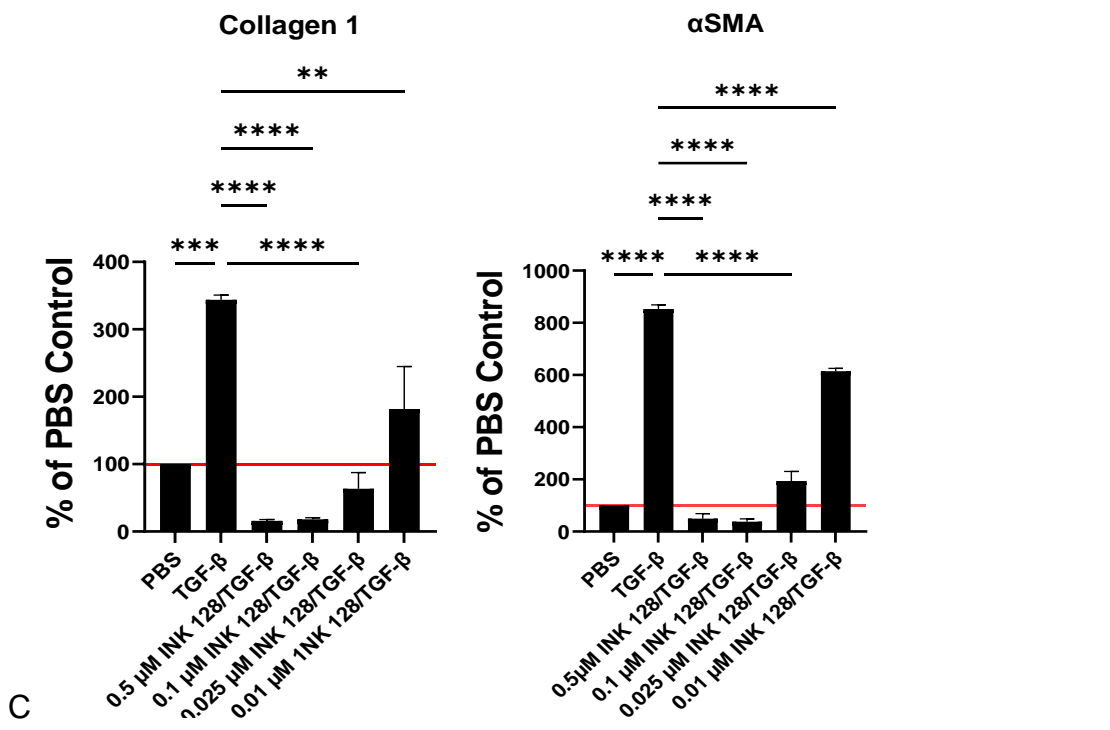 Collagen 1
**
****
****
***
****
% of PBS Control
400
300
200
100
0
PBS
TGF-β
0.5 µM INK 128/TGF-β
0.1 µM INK 128/TGF-β
0.025 µM INK 128/TGF-β
0.01 µM 1NK 128/TGF-β
αSMA
****
****
****
****
****
% of PBS Control
1000
800
600
400
200
0
PBS
TGF-β
0.5µM INK 128/TGF-β
0.1 µM INK 128/TGF-β
0.025 µM INK 128/TGF-β
0.01 µM INK 128/TGF-β
C